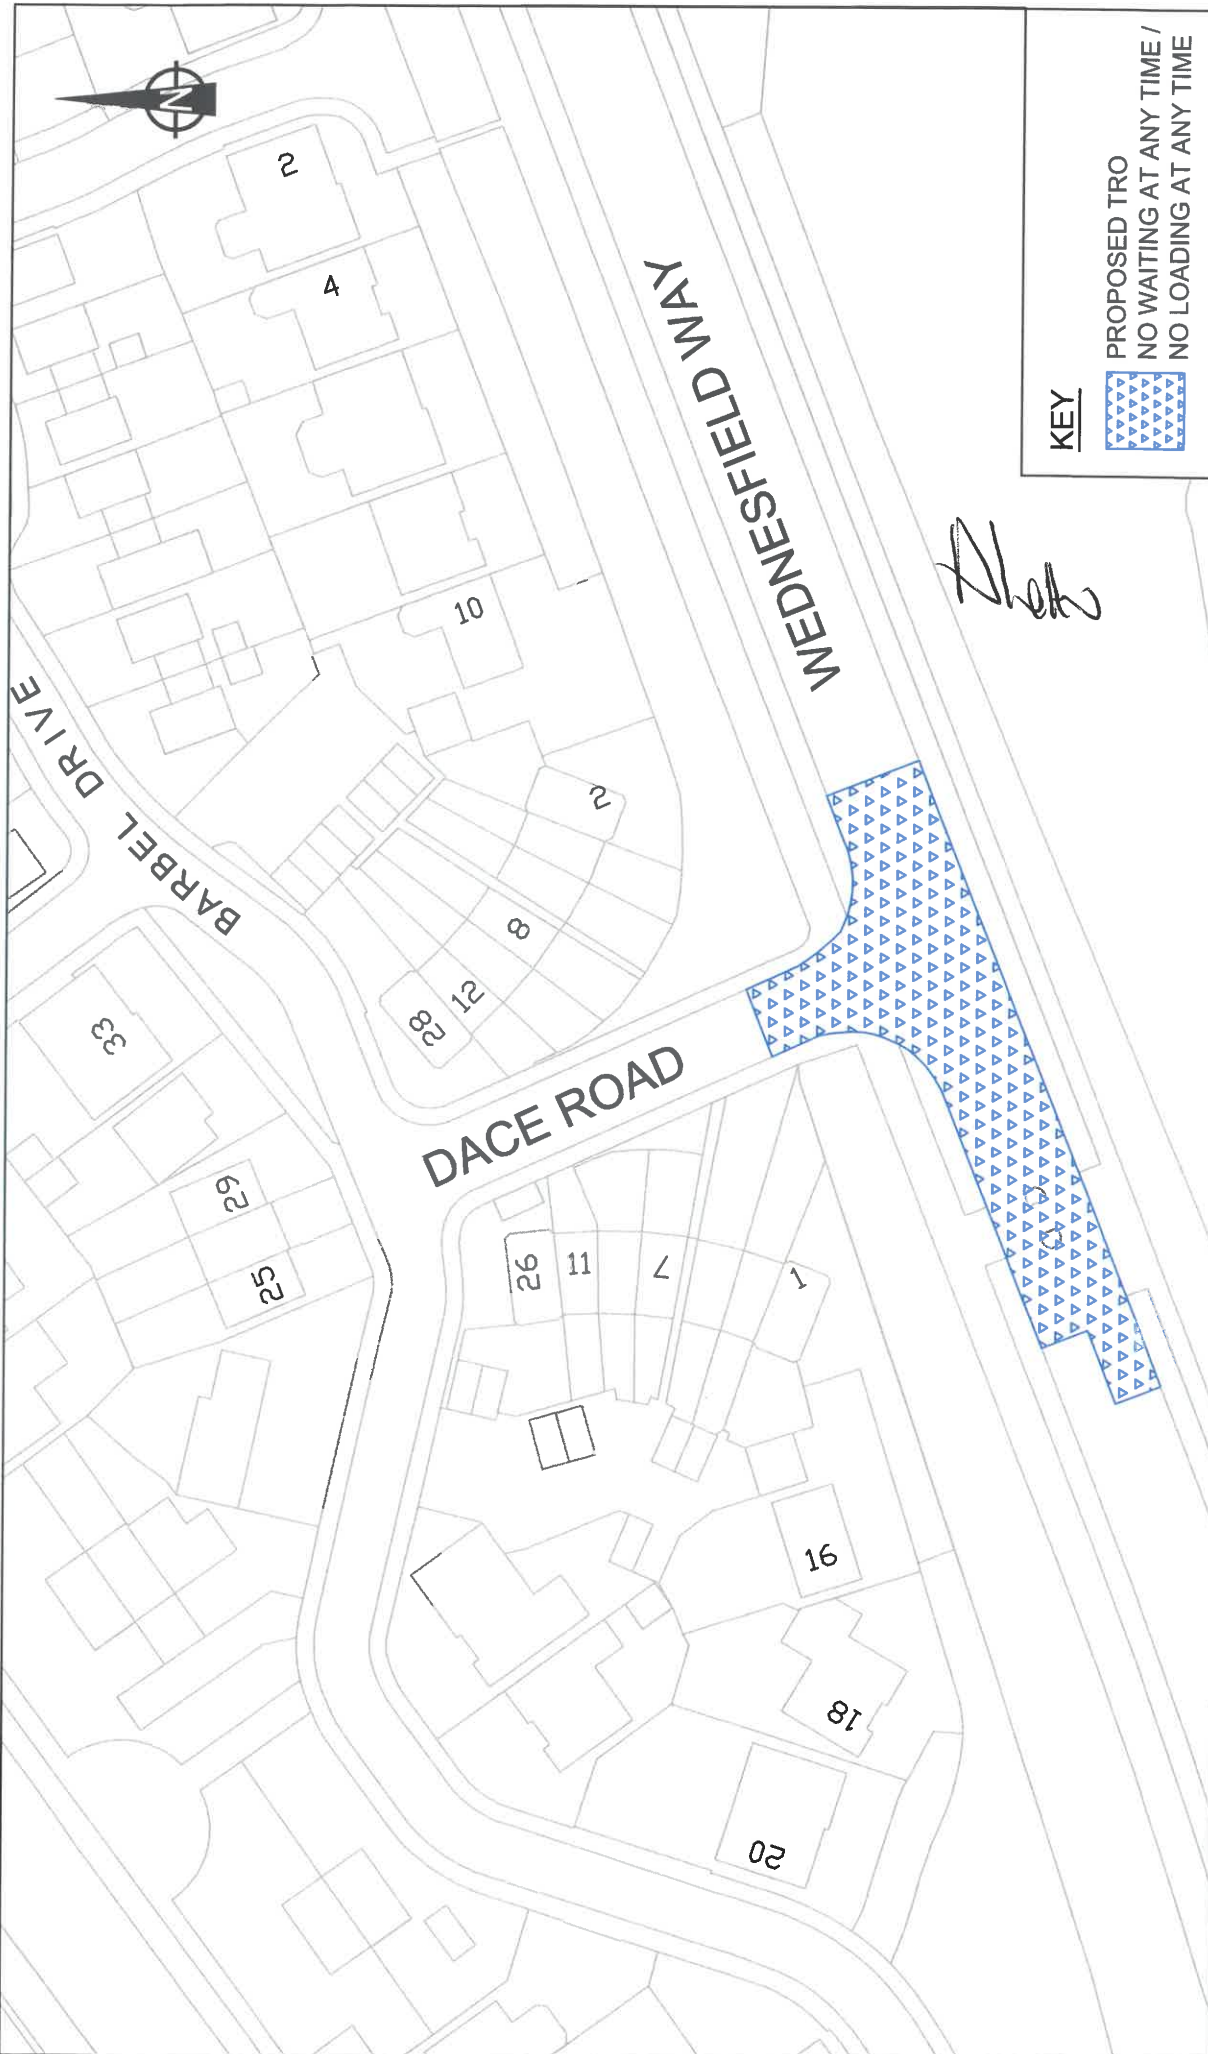 N
BARBEL DRIVE
2
4
10
2
8
12
28
33
29
25
DACE ROAD
WEDNESFIELD WAY
26
11
7
1
16
18
20
KEY
PROPOSED TRO
NO WAITING AT ANY TIME /
NO LOADING AT ANY TIME